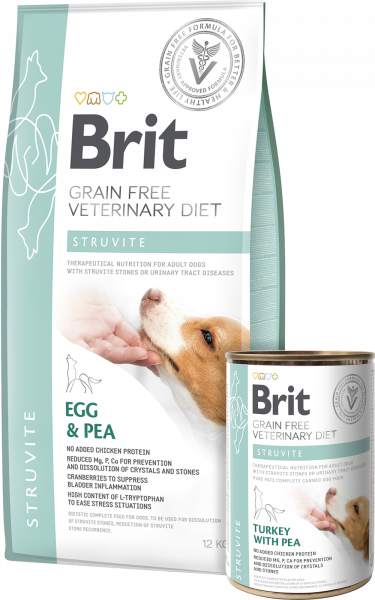 GRAIN FREE FORMULA FOR BETTER & HEALTHY LIFE
VETERINARY
APPROVED FORMULA
Brit
GRAIN FREE
VETERINARY DIET
STRUVITE
THERAPEUTICAL NUTRITION FOR ADULT DOGS
WITH STRUVITE STONES OR URINARY TRACT DISEASES
STRUVITE
EGG
& PEA
NO ADDED CHICKEN PROTEIN
REDUCED Mg, P, Ca FOR PREVENTION
AND DISSOLUTION OF CRYSTALS AND STONES
CRANBERRIES TO SUPPRESS
BLADDER INFLAMMATION
HIGH CONTENT OF L-TRYPTOPHAN
TO EASE STRESS SITUATIONS
DIETETIC COMPLETE FOOD FOR DOGS TO BE USED FOR DISSOLUTION
OF STRUVITE STONES, REDUCTION OF STRUVITE
STONE RECURRENCE.
12 K
Brit
GRAIN FREE
VETERINARY DIET
STRUVITE
THERAPEUTICAL NUTRITION FOR ADULT DOGS
WITH STRUVITE STONES OR URINARY TRACT
PURE PATE COMPLETE CANNED DOG FOOD
TURKEY
WITH PEA
NO ADDED CHICKEN PROTEIN
REDUCED MG, P, CA FOR PREVENTION
AND DISSOLUTION OF CRYSTALS
AND STONES